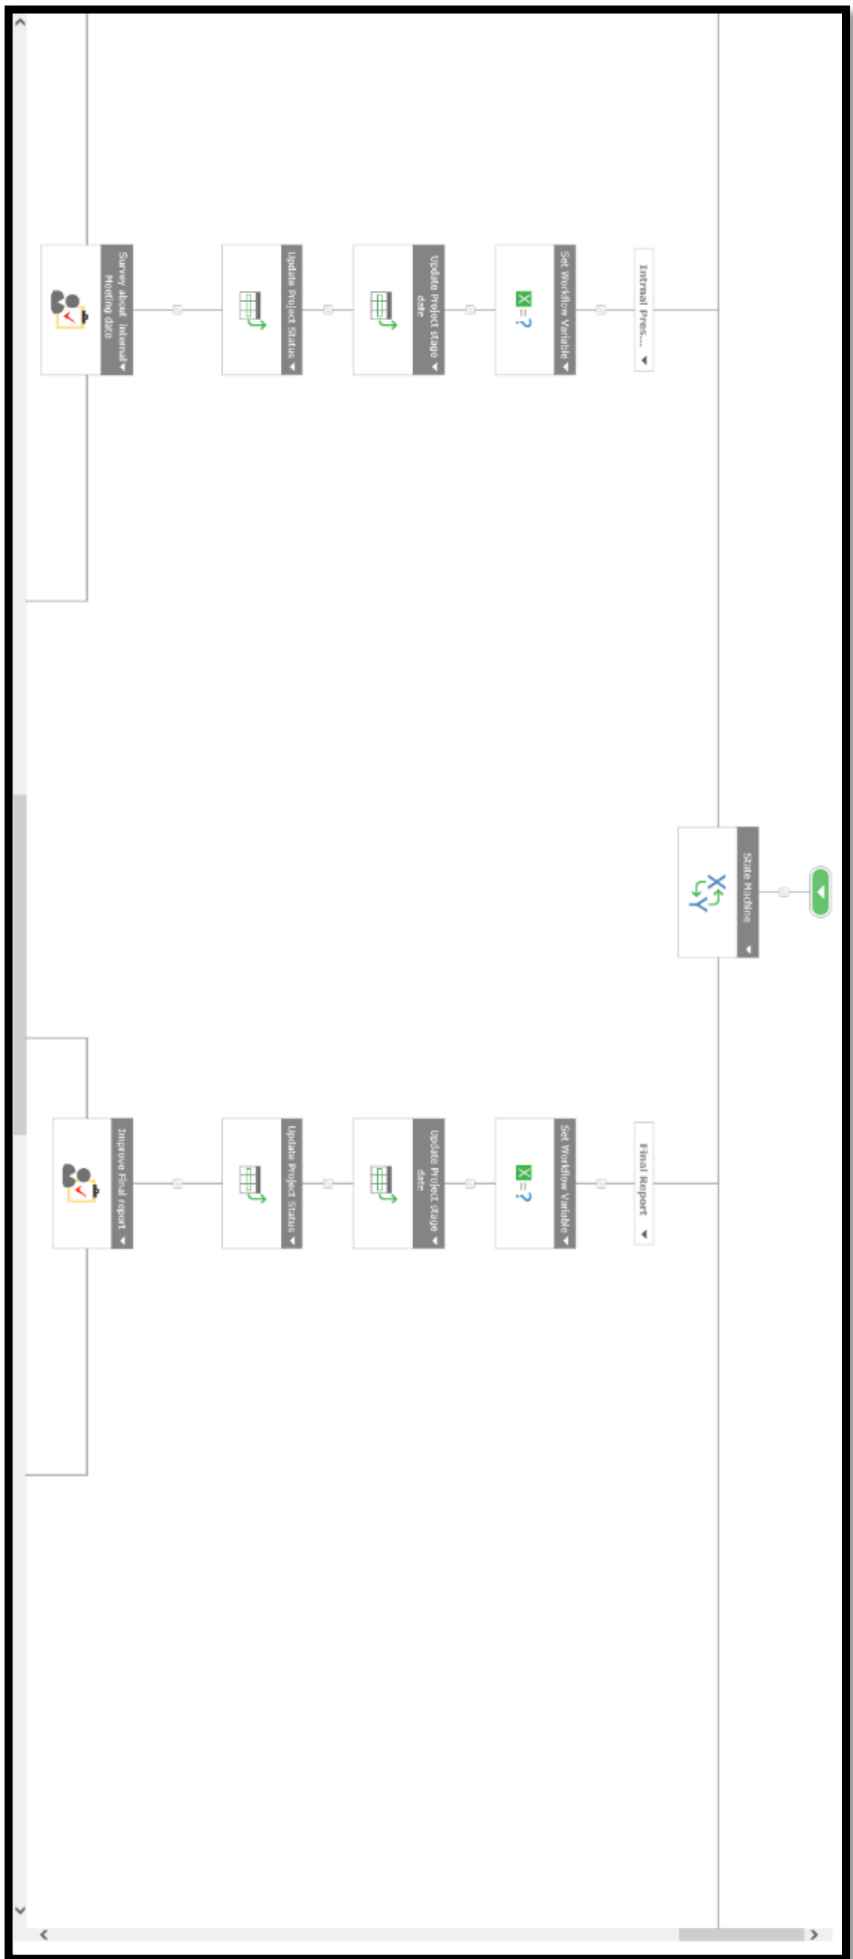 State Machine
Intrnal Pres...
Final Report
Set Workflow Variable
Set Workflow Variable
Update Project stage
date
Update Project stage
date
Update Project Status
Update Project Status
Survey about internal
Meeting date
Improve Final report